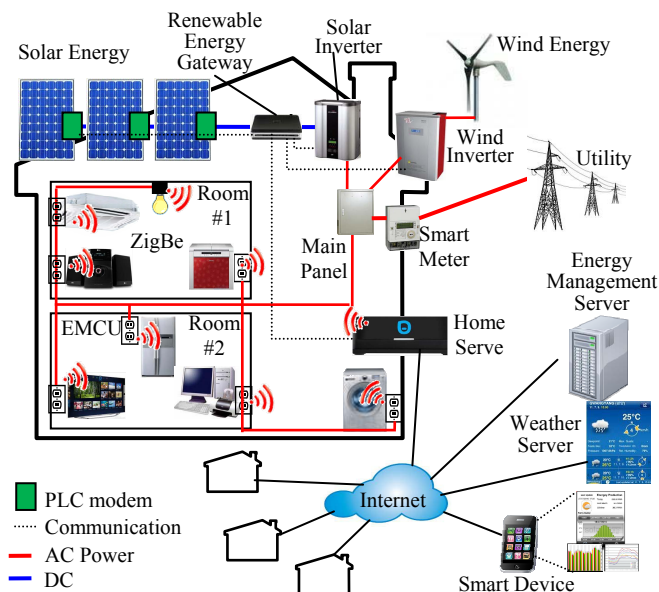 Renewable
Energy
Gateway
Solar
Inverter
Solar Energy
Wind Energy
Wind
Inverter
Utility
Room
#1
ZigBe
Main
Panel
Smart
Meter
Energy
Management
Server
EMCU
Room
#2
Home
Serve
Weather
Server
25°C
Internet
PLC modem
Communication
AC Power
DC
Smart Device